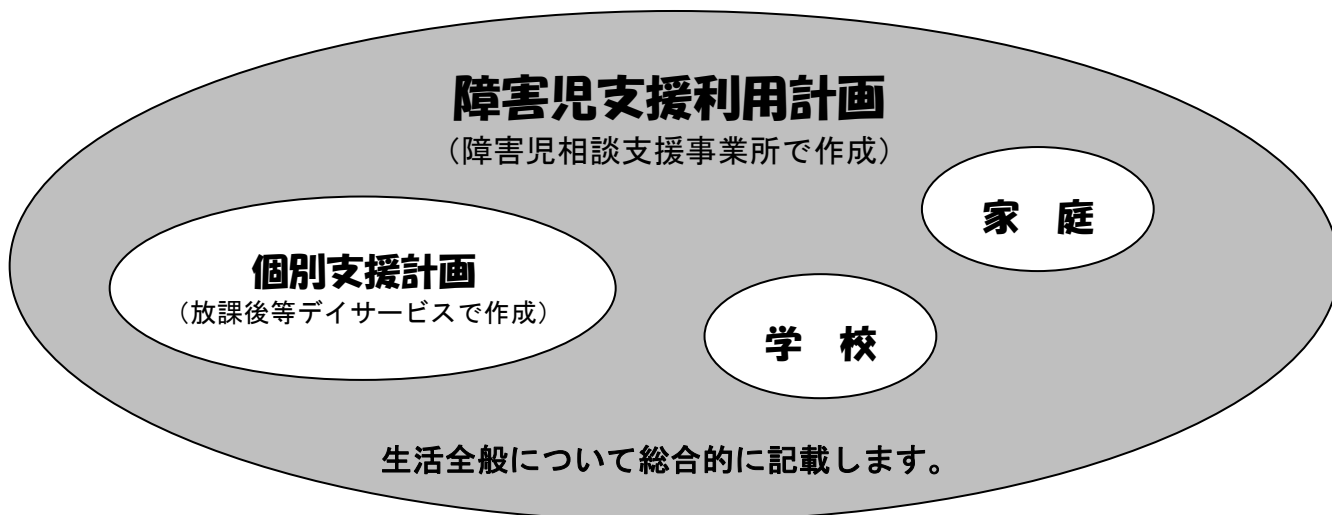 障害児支援利用計画
（障害児相談支援事業所で作成）
家　庭
個別支援計画
（放課後等デイサービスで作成）
学　校
生活全般について総合的に記載します。